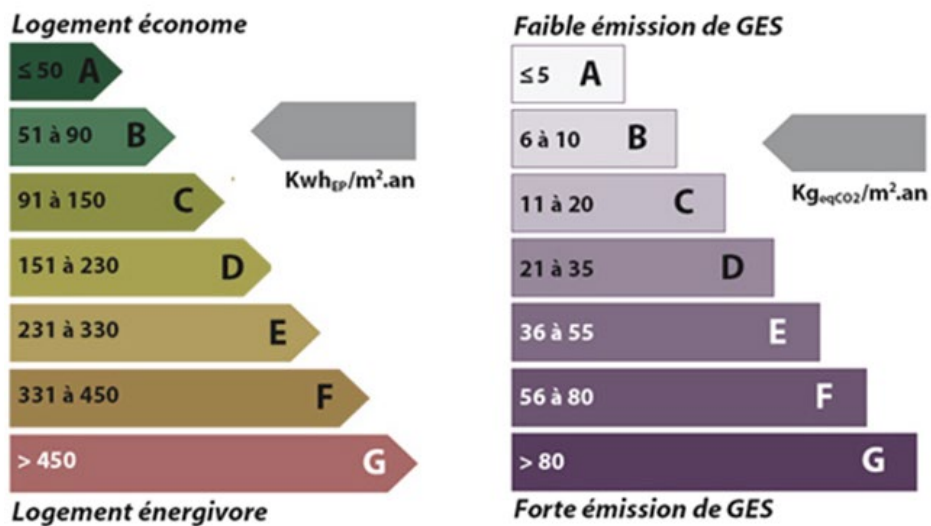 Logement économe
≤ 50 A
51 à 90 B
91 à 150 C
151 à 230 D
231 à 330 E
331 à 450 F
> 450 G
Logement énergivore
KwhEP/m².an
Faible émission de GES
≤ 5 A
6 à 10 B
11 à 20 C
21 à 35 D
36 à 55 E
56 à 80 F
> 80 G
Forte émission de GES
KgeqCO2/m².an